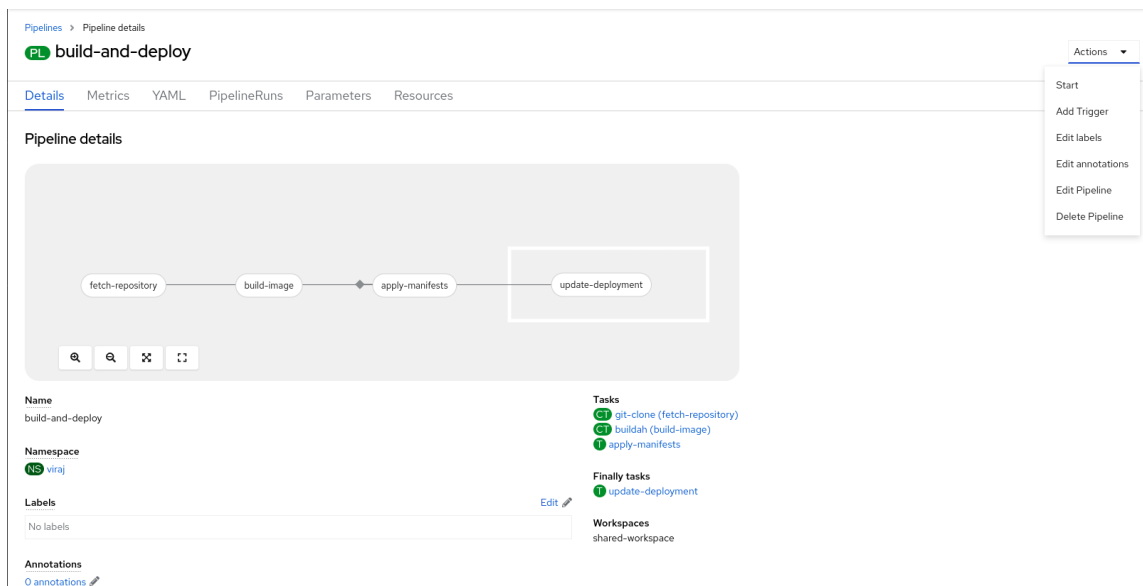 Pipelines > Pipeline details
PL build-and-deploy
Actions
Start
Add Trigger
Edit labels
Edit annotations
Edit Pipeline
Delete Pipeline
Details Metrics YAML PipelineRuns Parameters Resources
Pipeline details
fetch-repository build-image apply-manifests update-deployment
Name
build-and-deploy
Namespace
NS viraj
Labels Edit
No labels
Annotations
0 annotations
Tasks
CT git-clone (fetch-repository)
CT buildah (build-image)
T apply-manifests
Finally tasks
T update-deployment
Workspaces
shared-workspace